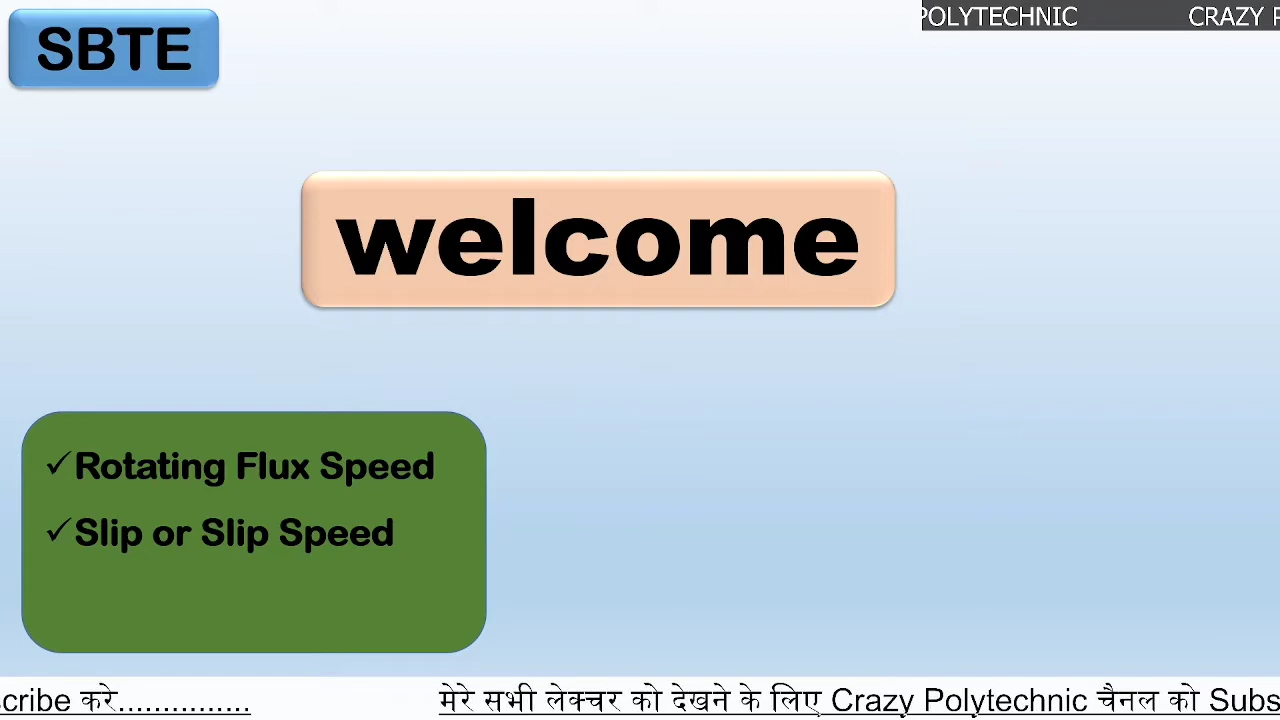 SBTE
POLYTECHNIC CRAZY
welcome
✓Rotating Flux Speed
✓Slip or Slip Speed
cribe करे............... मेरे सभी लेक्चर को देखने के लिए Crazy Polytechnic चैनल को Subs